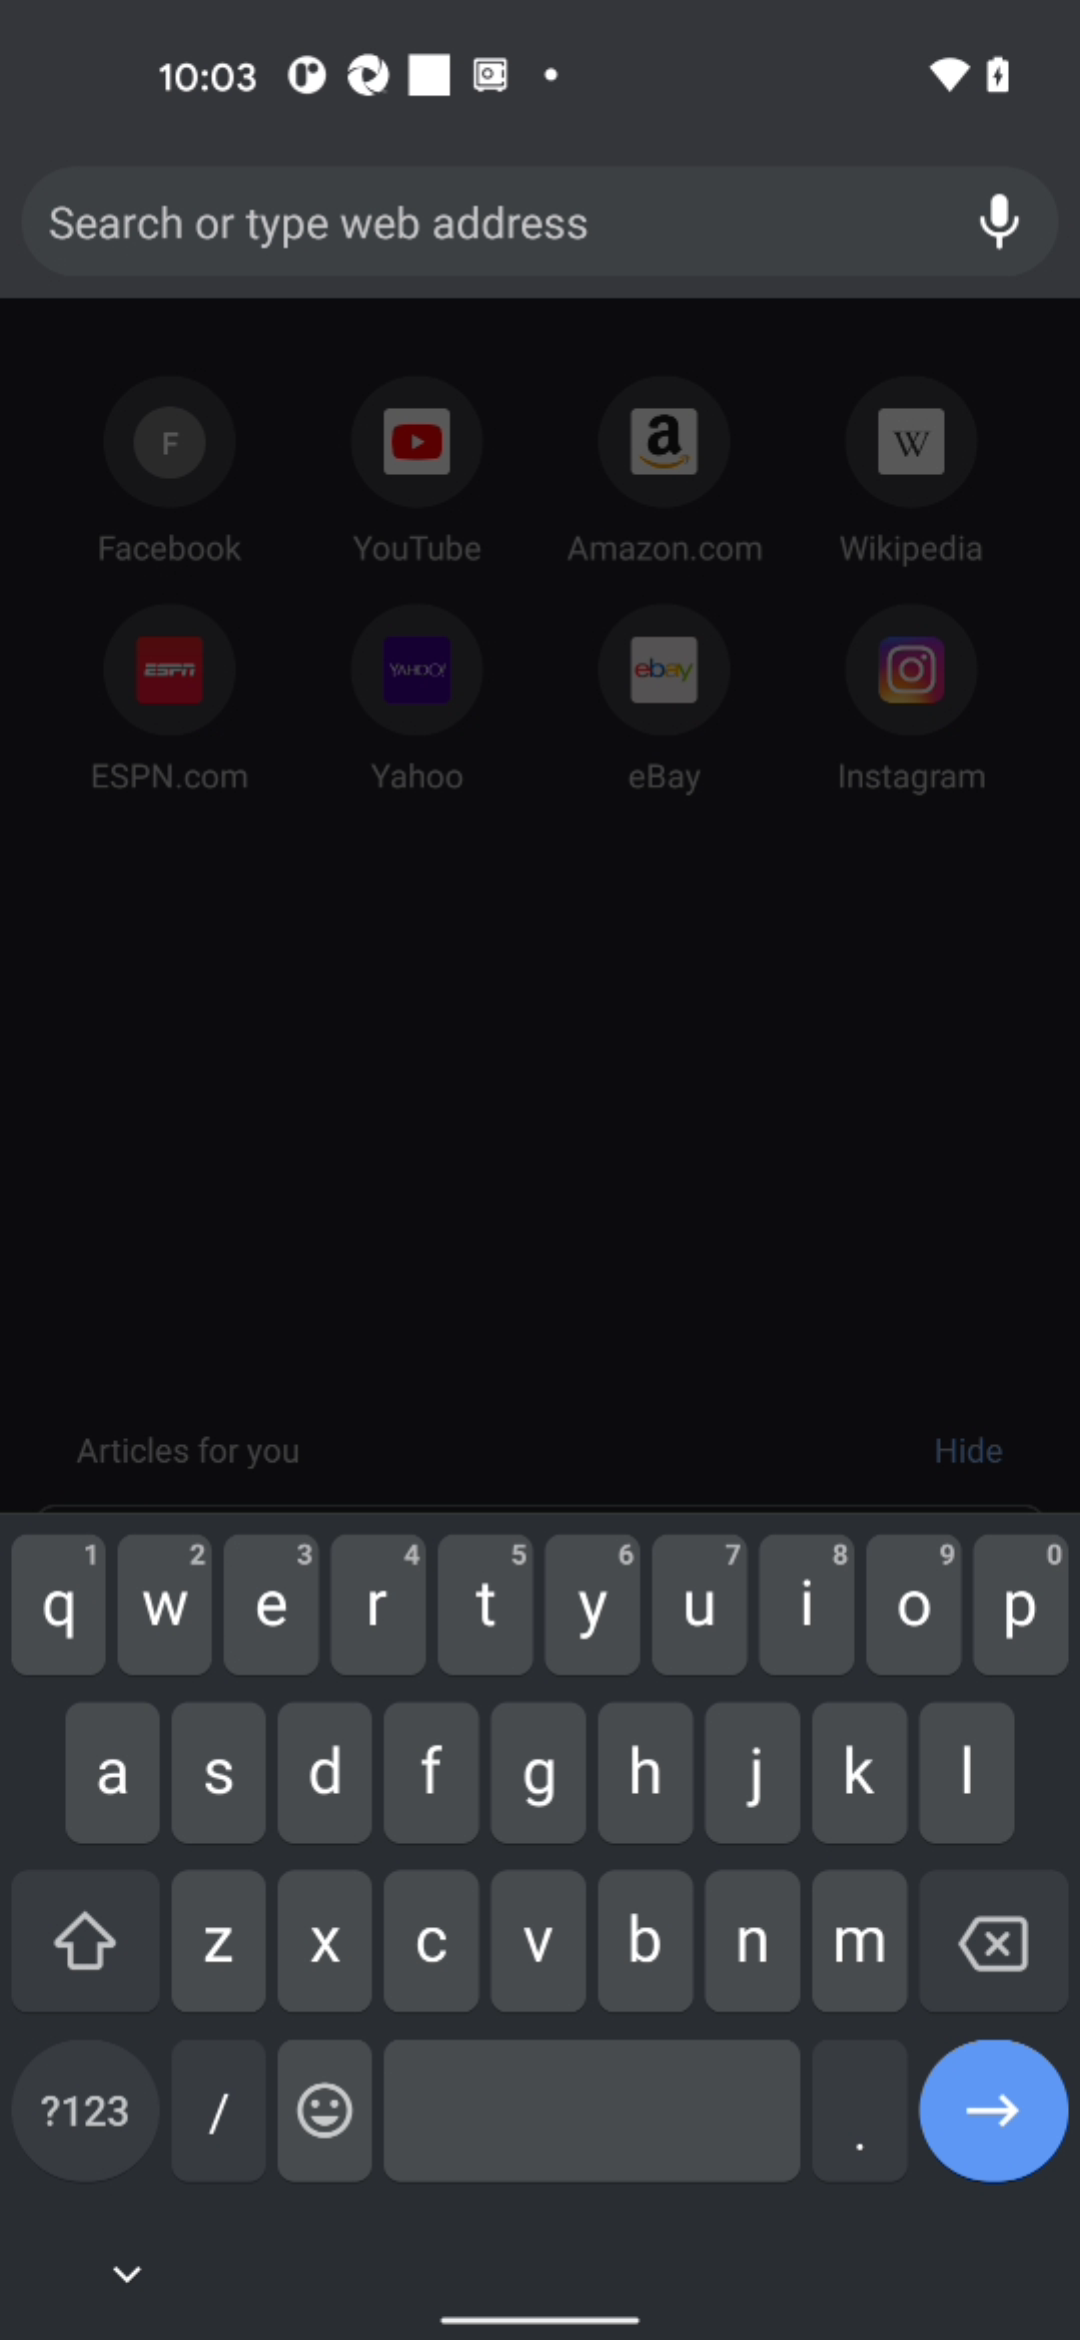 10:03
Search or type web address
F
a
W
Facebook YouTube Amazon.com Wikipedia
ESPN YAHOO! ebay
ESPN.com Yahoo eBay Instagram
Articles for you Hide
1 2 3 4 5 6 7 8 9 0
q w e r t y u i o p
a s d f g h j k l
z x c v b n m
?123 / .